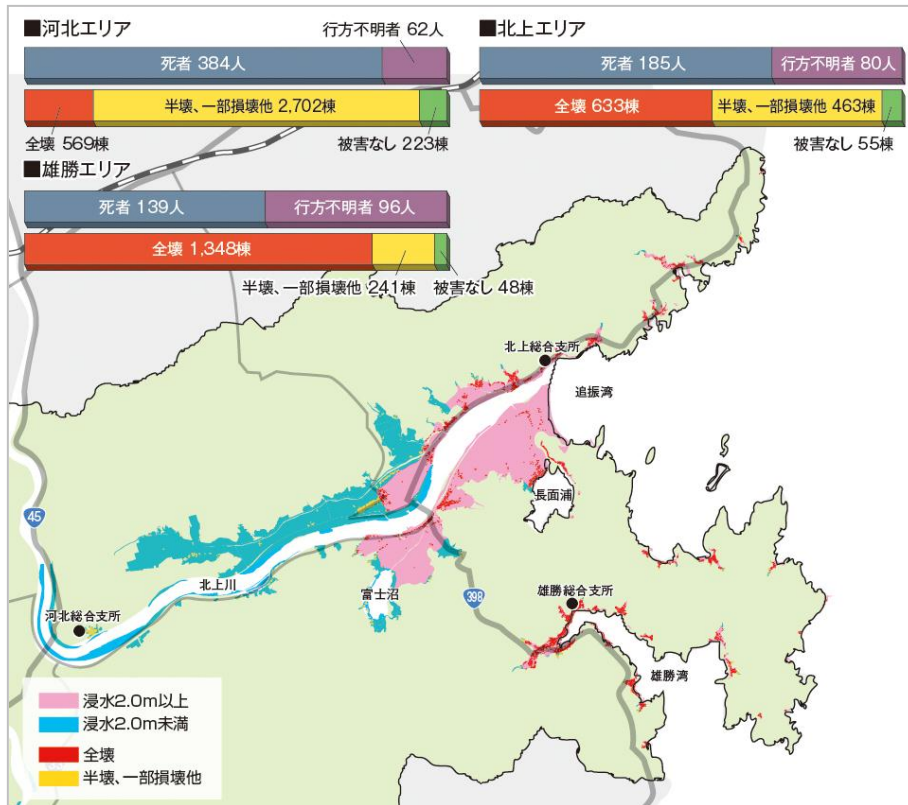 ■河北エリア
行方不明者 62人
死者 384人
半壊、一部損壊他 2,702棟
全壊 569棟
被害なし 223棟
■北上エリア
死者 185人
行方不明者 80人
全壊 633棟
半壊、一部損壊他 463棟
被害なし 55棟
■雄勝エリア
死者 139人
行方不明者 96人
全壊 1,348棟
半壊、一部損壊他 241棟
被害なし 48棟
北上総合支所
追振湾
長面浦
45
北上川
富士沼
398
雄勝総合支所
河北総合支所
雄勝湾
浸水2.0m以上
浸水2.0m未満
全壊
半壊、一部損壊他